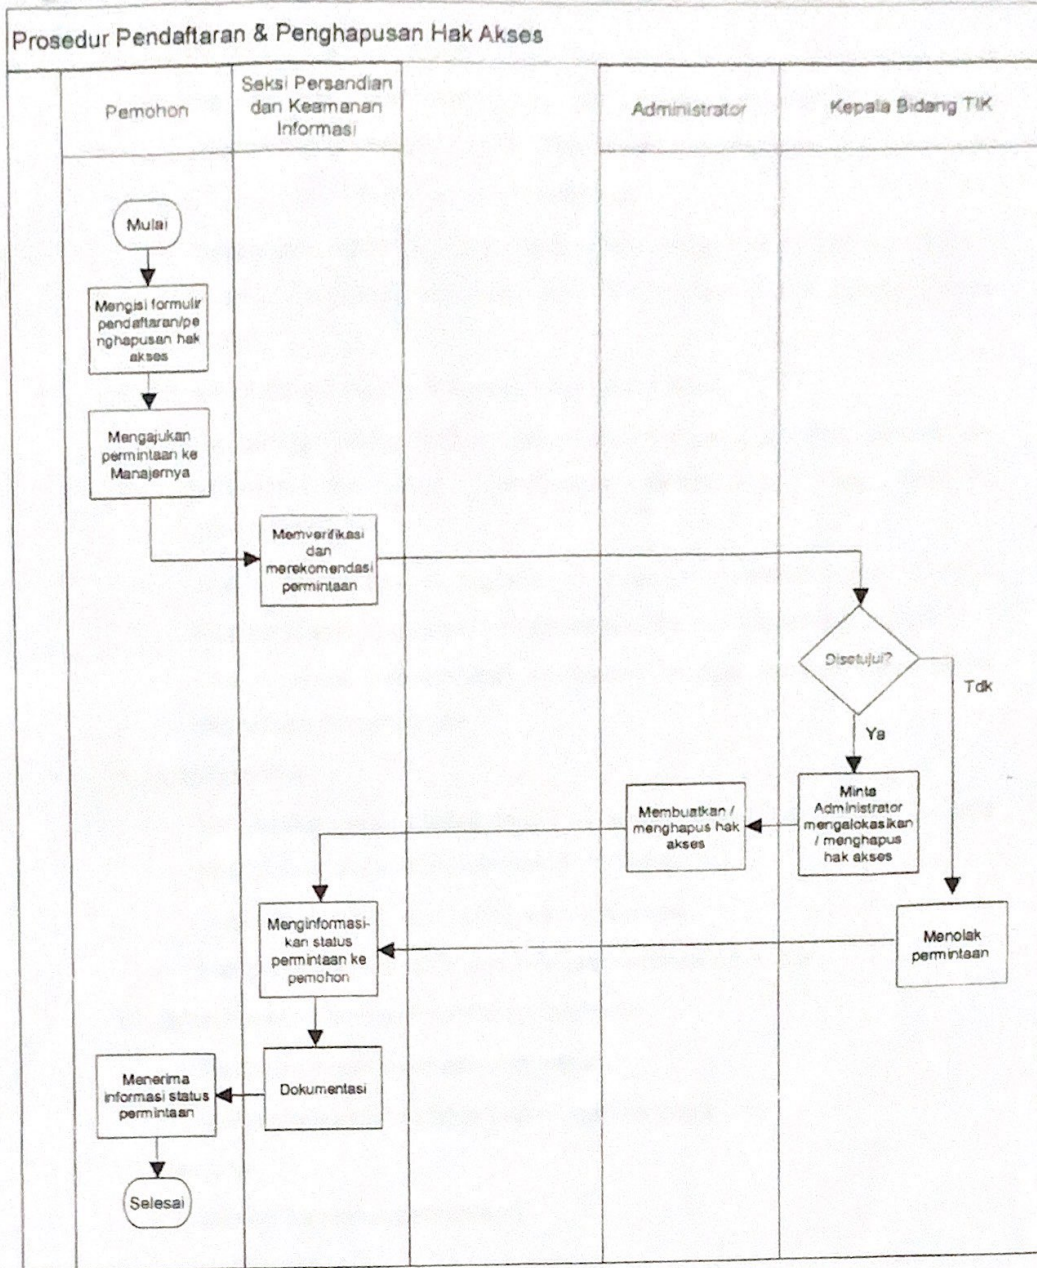 Prosedur Pendaftaran & Penghapusan Hak Akses
Pemohon
Seksi Persandian
dan Keamanan
Informasi
Administrator
Kepala Bidang TIK
Mulai
Mengisi formulir
pendaftaran/pe
nghapusan hak
akses
Mengajukan
permintaan ke
Manajernya
Memverifikasi
dan
merekomendasi
permintaan
Disetujui?
Tdk
Ya
Minta
Administrator
mengalokasikan
/ menghapus
hak akses
Membuatkan /
menghapus hak
akses
Menolak
permintaan
Menginformasi-
kan status
permintaan ke
pemohon
Dokumentasi
Menerima
informasi status
permintaan
Selesai